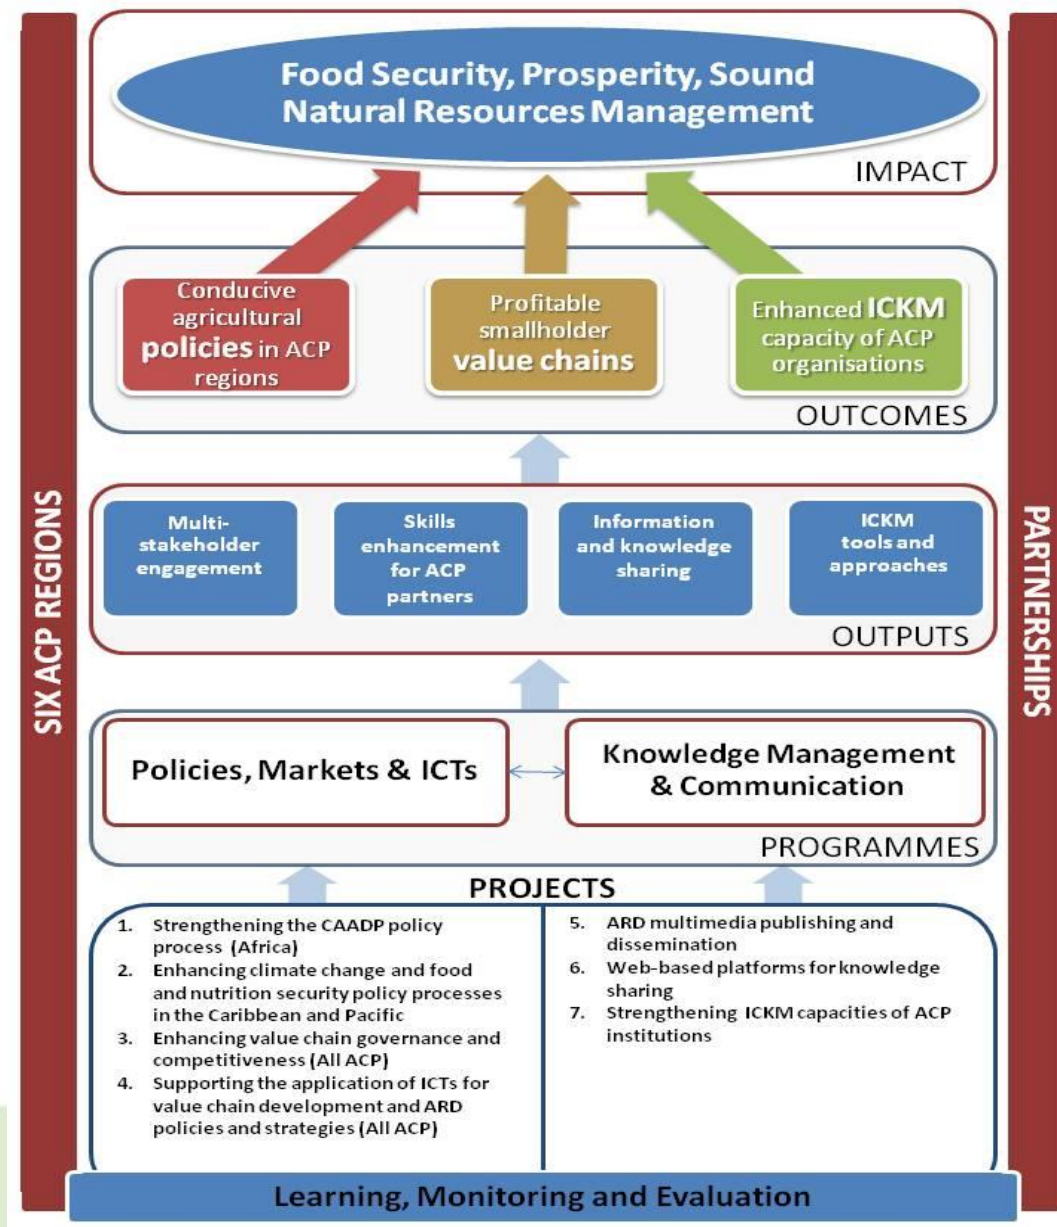 Food Security, Prosperity, Sound
Natural Resources Management
IMPACT
Conducive
agricultural
policies in ACP
regions
Profitable
smallholder
value chains
Enhanced ICKM
capacity of ACP
organisations
OUTCOMES
SIX ACP REGIONS
PARTNERSHIPS
Multi-
stakeholder
engagement
Skills
enhancement
for ACP
partners
Information
and knowledge
sharing
ICKM
tools and
approaches
OUTPUTS
Policies, Markets & ICTs
Knowledge Management
& Communication
PROGRAMMES
PROJECTS
1. Strengthening the CAADP policy
process (Africa)
2. Enhancing climate change and food
and nutrition security policy processes
in the Caribbean and Pacific
3. Enhancing value chain governance and
competitiveness (All ACP)
4. Supporting the application of ICTs for
value chain development and ARD
policies and strategies (All ACP)
5. ARD multimedia publishing and
dissemination
6. Web-based platforms for knowledge
sharing
7. Strengthening ICKM capacities of ACP
institutions
Learning, Monitoring and Evaluation